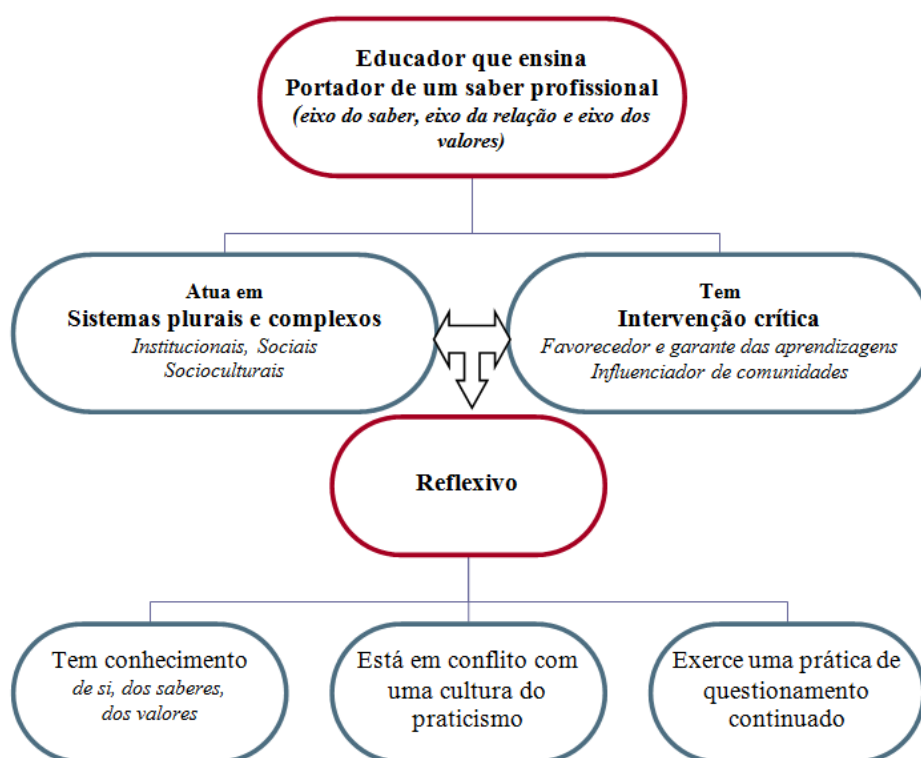 Educador que ensina
Portador de um saber profissional
(eixo do saber, eixo da relação e eixo dos
valores)
Atua em
Sistemas plurais e complexos
Institucionais, Sociais
Socioculturais
Tem
Intervenção crítica
Favorecedor e garante das aprendizagens
Influenciador de comunidades
Reflexivo
Tem conhecimento
de si, dos saberes,
dos valores
Está em conflito com
uma cultura do
praticismo
Exerce uma prática de
questionamento
continuado